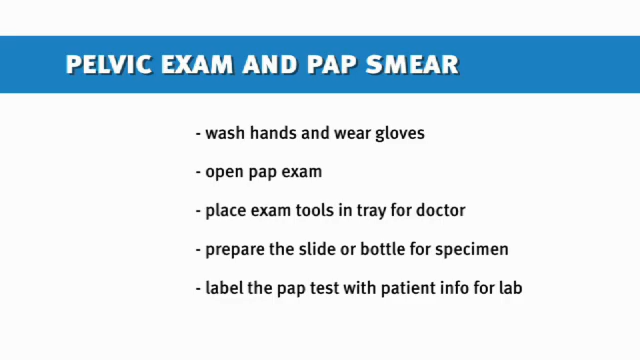 PELVIC EXAM AND PAP SMEAR
- wash hands and wear gloves
- open pap exam
- place exam tools in tray for doctor
- prepare the slide or bottle for specimen
- label the pap test with patient info for lab